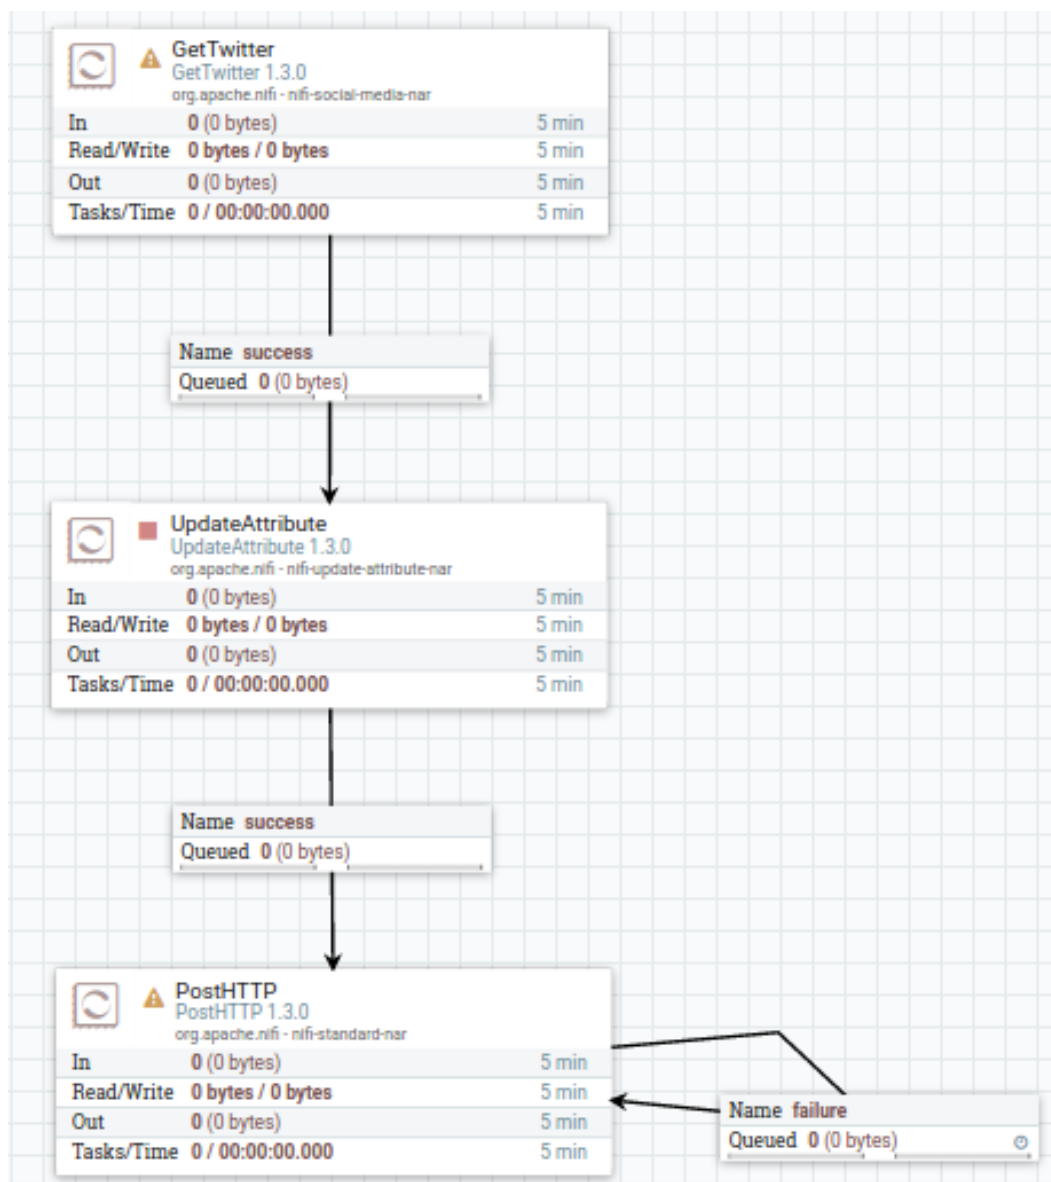 GetTwitter
GetTwitter 1.3.0
org.apache.nifi - nifi-social-media-nar
In 0 (0 bytes) 5 min
Read/Write 0 bytes / 0 bytes 5 min
Out 0 (0 bytes) 5 min
Tasks/Time 0 / 00:00:00.000 5 min
Name success
Queued 0 (0 bytes)
UpdateAttribute
UpdateAttribute 1.3.0
org.apache.nifi - nifi-update-attribute-nar
In 0 (0 bytes) 5 min
Read/Write 0 bytes / 0 bytes 5 min
Out 0 (0 bytes) 5 min
Tasks/Time 0 / 00:00:00.000 5 min
Name success
Queued 0 (0 bytes)
PostHTTP
PostHTTP 1.3.0
org.apache.nifi - nifi-standard-nar
In 0 (0 bytes) 5 min
Read/Write 0 bytes / 0 bytes 5 min
Out 0 (0 bytes) 5 min
Tasks/Time 0 / 00:00:00.000 5 min
Name failure
Queued 0 (0 bytes)